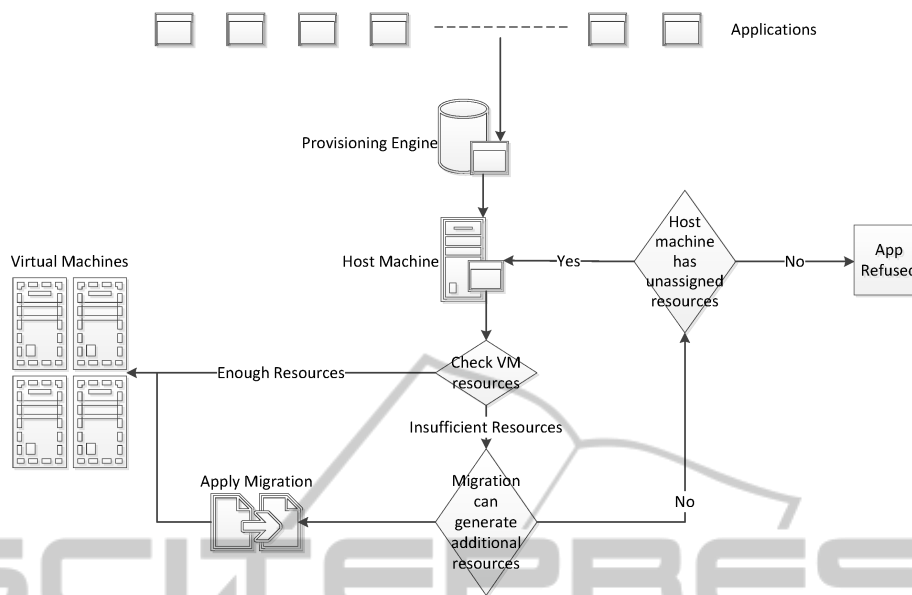 Applications
Provisioning Engine
Host Machine
Virtual Machines
Host
machine
has
unassigned
resources
Yes
No
App
Refused
Check VM
resources
Enough Resources
Insufficient Resources
Migration
can
generate
additional
resources
Apply Migration
No
SCITEPRESS